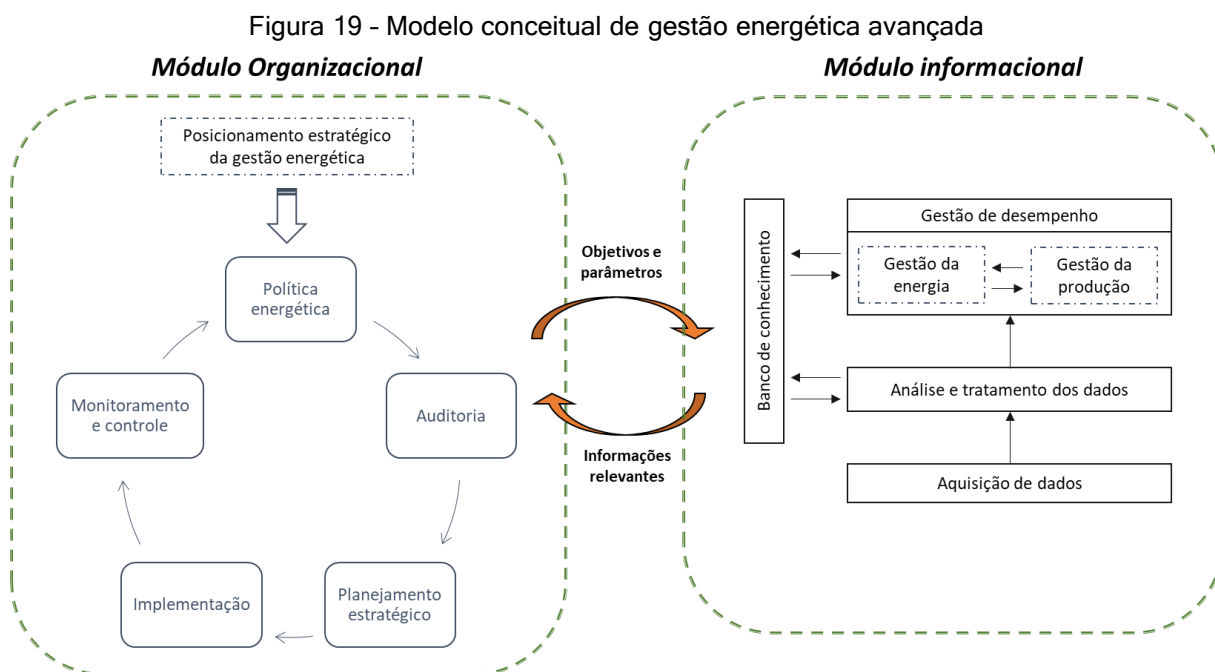 Figura 19 - Modelo conceitual de gestão energética avançada
Módulo Organizacional
Posicionamento estratégico
da gestão energética
Política
energética
Auditoria
Planejamento
estratégico
Implementação
Monitoramento
e controle
Objetivos e
parâmetros
Informações
relevantes
Módulo informacional
Banco de conhecimento
Gestão de desempenho
Gestão da
energia
Gestão da
produção
Análise e tratamento dos dados
Aquisição de dados